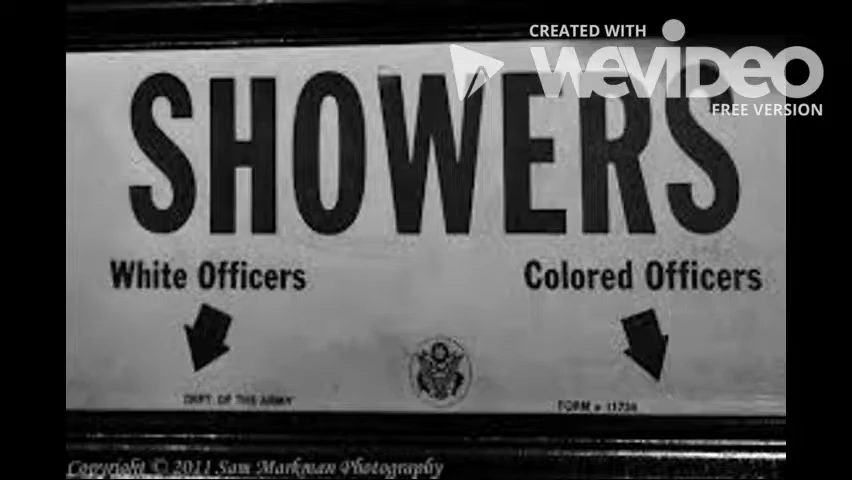 CREATED WITH
WEVIDEO
FREE VERSION
SHOWERS
White Officers
Colored Officers
DEPT. OF THE ARMY
FORM # 11736
Copyright © 2011 Sam Markman Photography